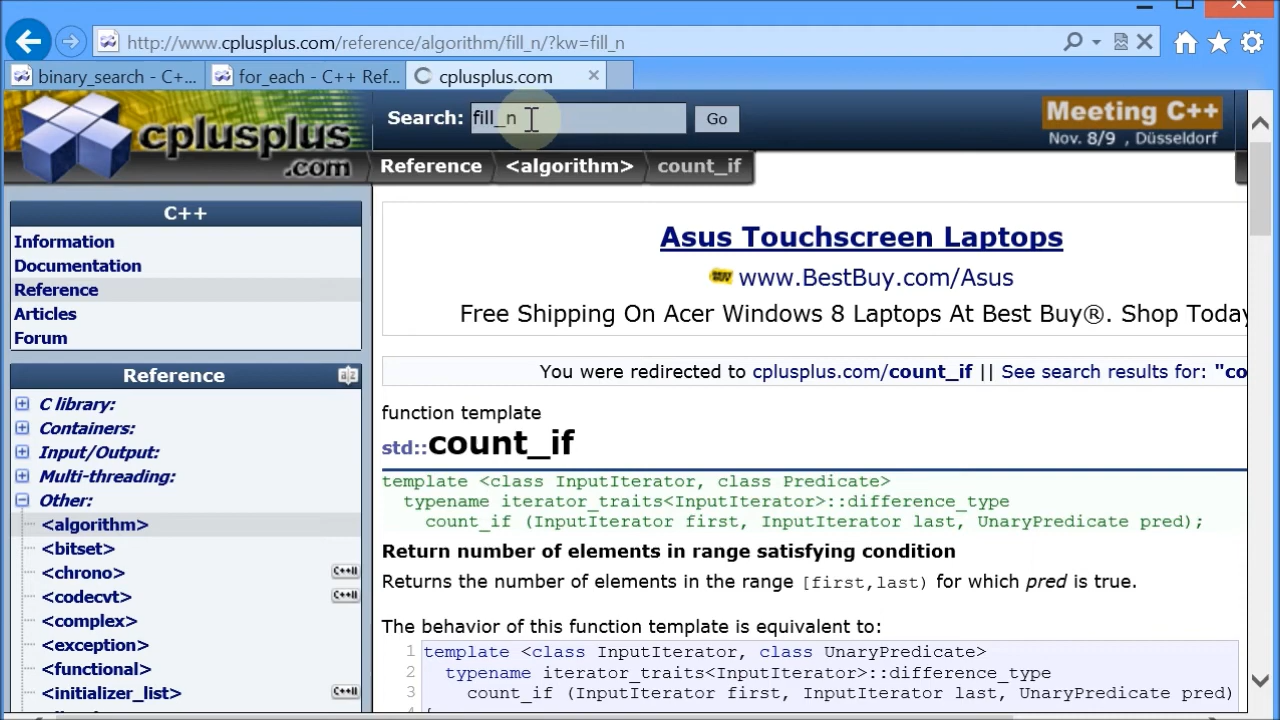 http://www.cplusplus.com/reference/algorithm/fill_n/?kw=fill_n
binary_search - C+...
for_each - C++ Ref...
cplusplus.com
cplusplus
.com
Search: fill_n Go
Meeting C++
Nov. 8/9 , Düsseldorf
Reference <algorithm> count_if
C++
Information
Documentation
Reference
Articles
Forum
Reference
C library:
Containers:
Input/Output:
Multi-threading:
Other:
<algorithm>
<bitset>
<chrono> C++11
<codecvt> C++11
<complex>
<exception>
<functional>
<initializer_list> C++11
Asus Touchscreen Laptops
www.BestBuy.com/Asus
Free Shipping On Acer Windows 8 Laptops At Best Buy®. Shop Today
You were redirected to cplusplus.com/count_if || See search results for: "co
function template
std::count_if
template <class InputIterator, class Predicate>
typename iterator_traits<InputIterator>::difference_type
count_if (InputIterator first, InputIterator last, UnaryPredicate pred);
Return number of elements in range satisfying condition
Returns the number of elements in the range [first,last) for which pred is true.
The behavior of this function template is equivalent to:
1 template <class InputIterator, class UnaryPredicate>
2 typename iterator_traits<InputIterator>::difference_type
3 count_if (InputIterator first, InputIterator last, UnaryPredicate pred)